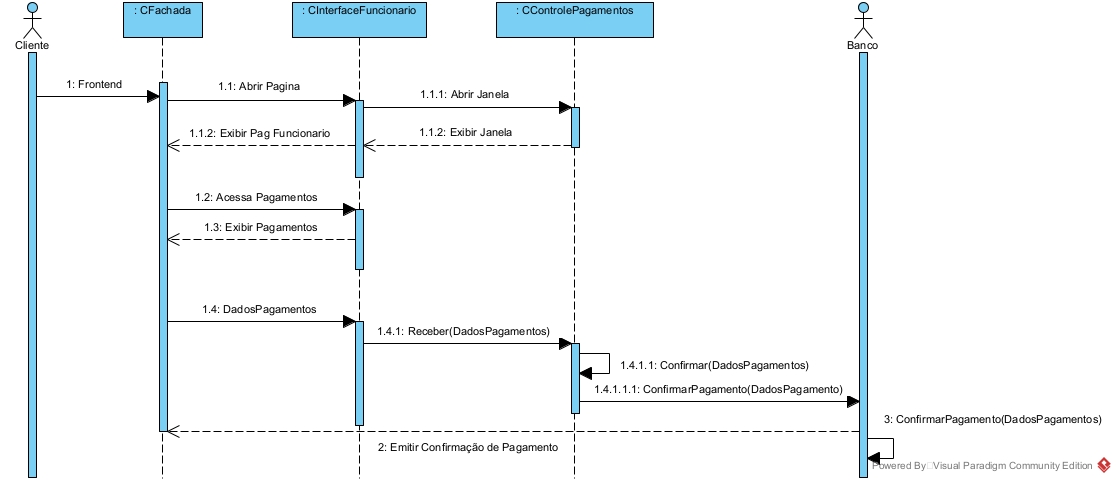 : CFachada
: CInterfaceFuncionario
: CControlePagamentos
Cliente
Banco
1: Frontend
1.1: Abrir Pagina
1.1.1: Abrir Janela
1.1.2: Exibir Pag Funcionario
1.1.2: Exibir Janela
1.2: Acessa Pagamentos
1.3: Exibir Pagamentos
1.4: DadosPagamentos
1.4.1: Receber(DadosPagamentos)
1.4.1.1: Confirmar(DadosPagamentos)
1.4.1.1.1: ConfirmarPagamento(DadosPagamento)
3: ConfirmarPagamento(DadosPagamentos)
2: Emitir Confirmação de Pagamento
Powered By Visual Paradigm Community Edition